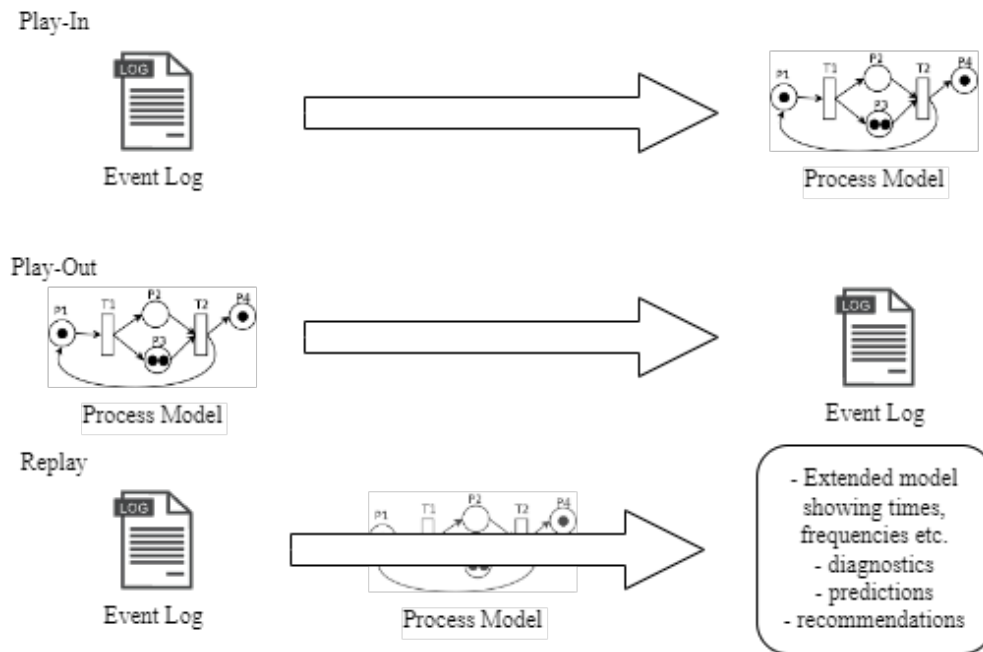 Play-In
LOG
Event Log
P1
T1
P2
P3
T2
P4
Process Model
Play-Out
P1
T1
P2
P3
T2
P4
Process Model
LOG
Event Log
Replay
LOG
Event Log
P1
T1
P2
T2
P4
Process Model
- Extended model
showing times,
frequencies etc.
- diagnostics
- predictions
- recommendations